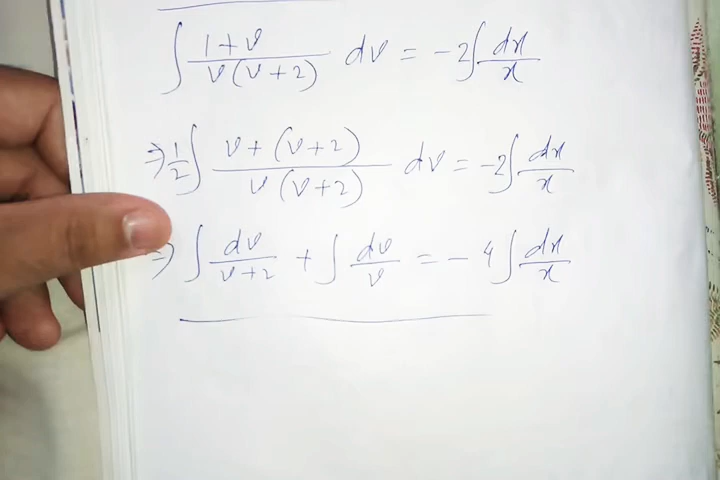 ∫ (1+v)/(v(v+2)) dv = -2∫ dx/x
⇒ 1/2 ∫ (v+(v+2))/(v(v+2)) dv = -2∫ dx/x
⇒ ∫ dv/(v+2) + ∫ dv/v = -4∫ dx/x